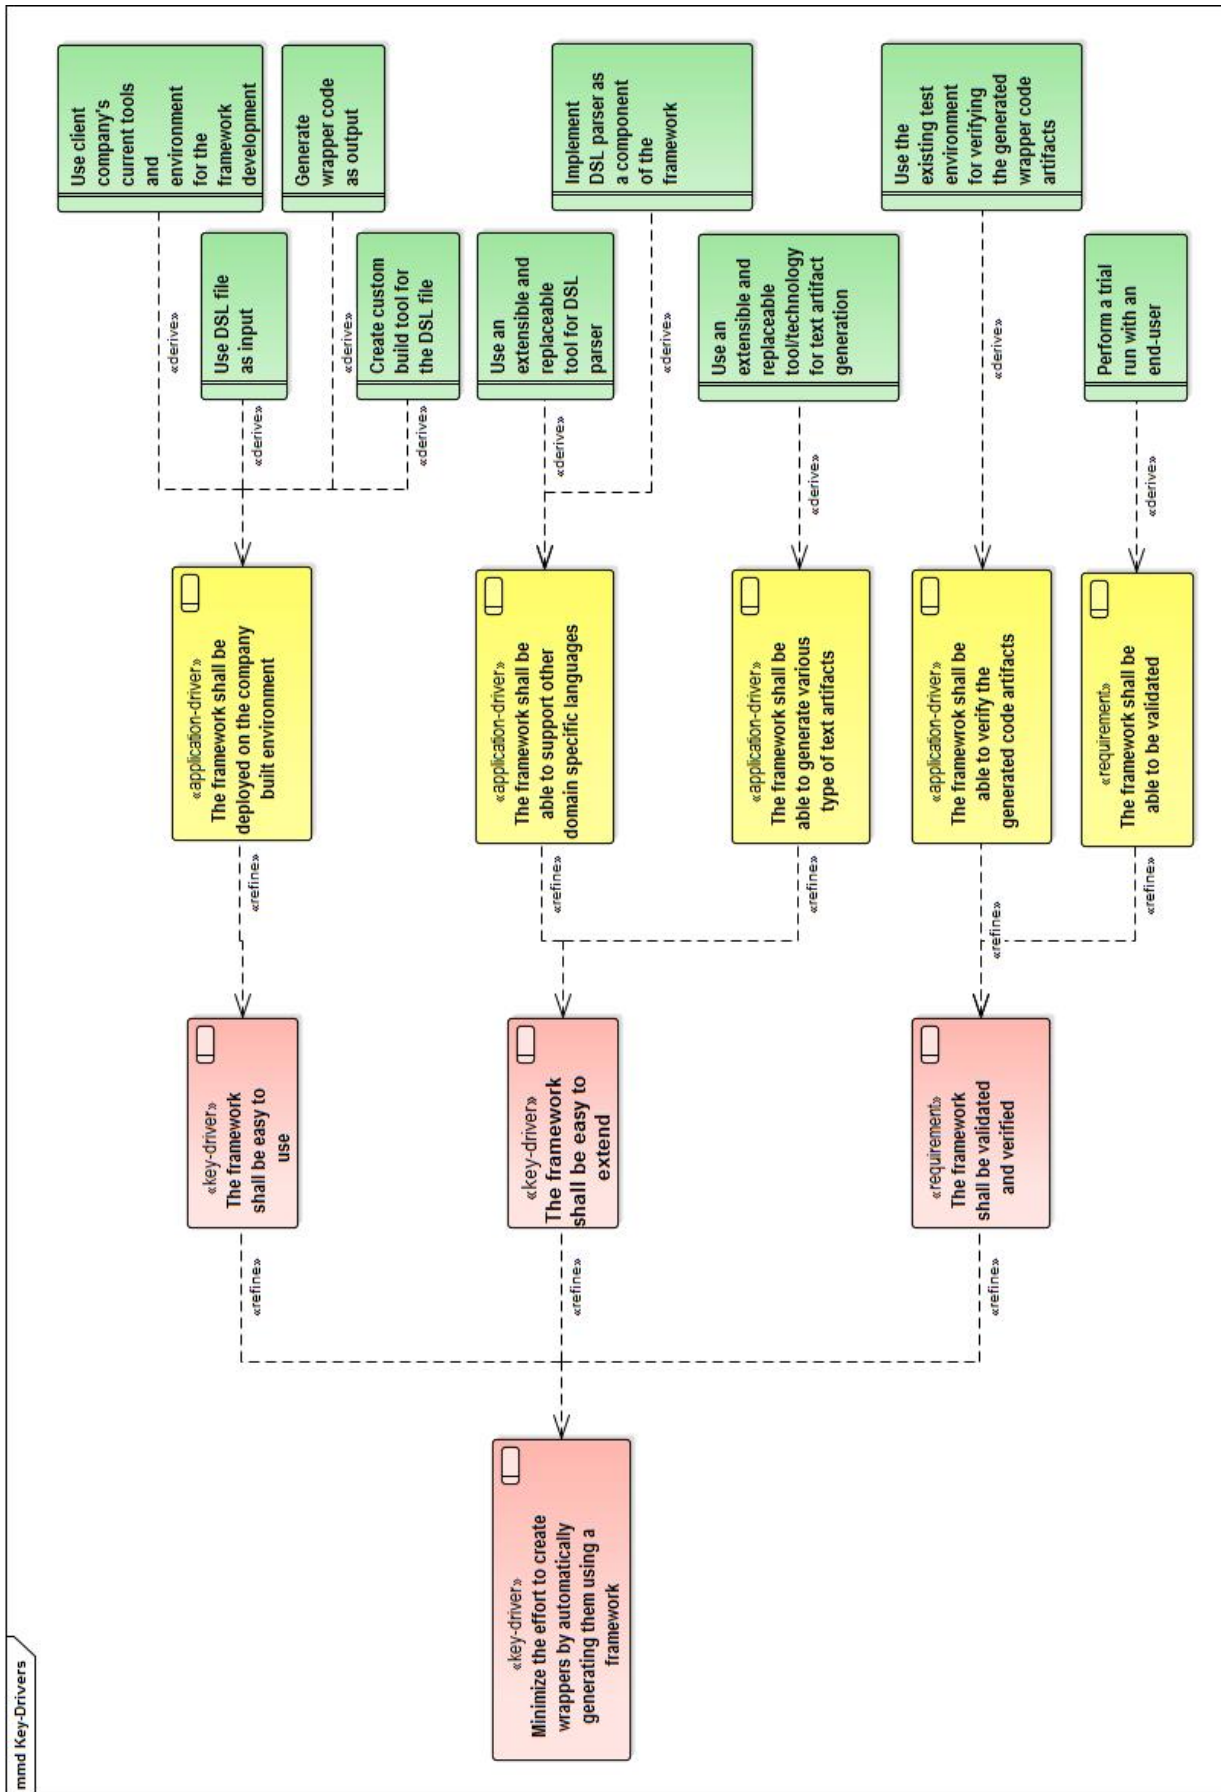 mmd Key-Drivers
«key-driver»
Minimize the effort to create
wrappers by automatically
generating them using a
framework
«refine»
«refine»
«refine»
«key-driver»
The framework
shall be easy to
use
«key-driver»
The framework
shall be easy to
extend
«requirement»
The framework
shall be validated
and verified
«refine»
«refine»
«refine»
«refine»
«refine»
«application-driver»
The framework shall be
deployed on the company
built environment
«application-driver»
The framework shall be
able to support other
domain specific languages
«application-driver»
The framework shall be
able to generate various
type of text artifacts
«application-driver»
The framewrok shall be
able to verify the
generated code artifacts
«requirement»
The framework shall be
able to be validated
«derive»
«derive»
«derive»
«derive»
«derive»
«derive»
«derive»
«derive»
«derive»
Use client
company's
current tools
and
environment
for the
framework
development
Use DSL file
as input
Generate
wrapper code
as output
Create custom
build tool for
the DSL file
Use an
extensible and
replaceable
tool for DSL
parser
Implement
DSL parser as
a component
of the
framework
Use an
extensible and
replaceable
tool/technology
for text artifact
generation
Use the
existing test
environment
for verifying
the generated
wrapper code
artifacts
Perform a trial
run with an
end-user